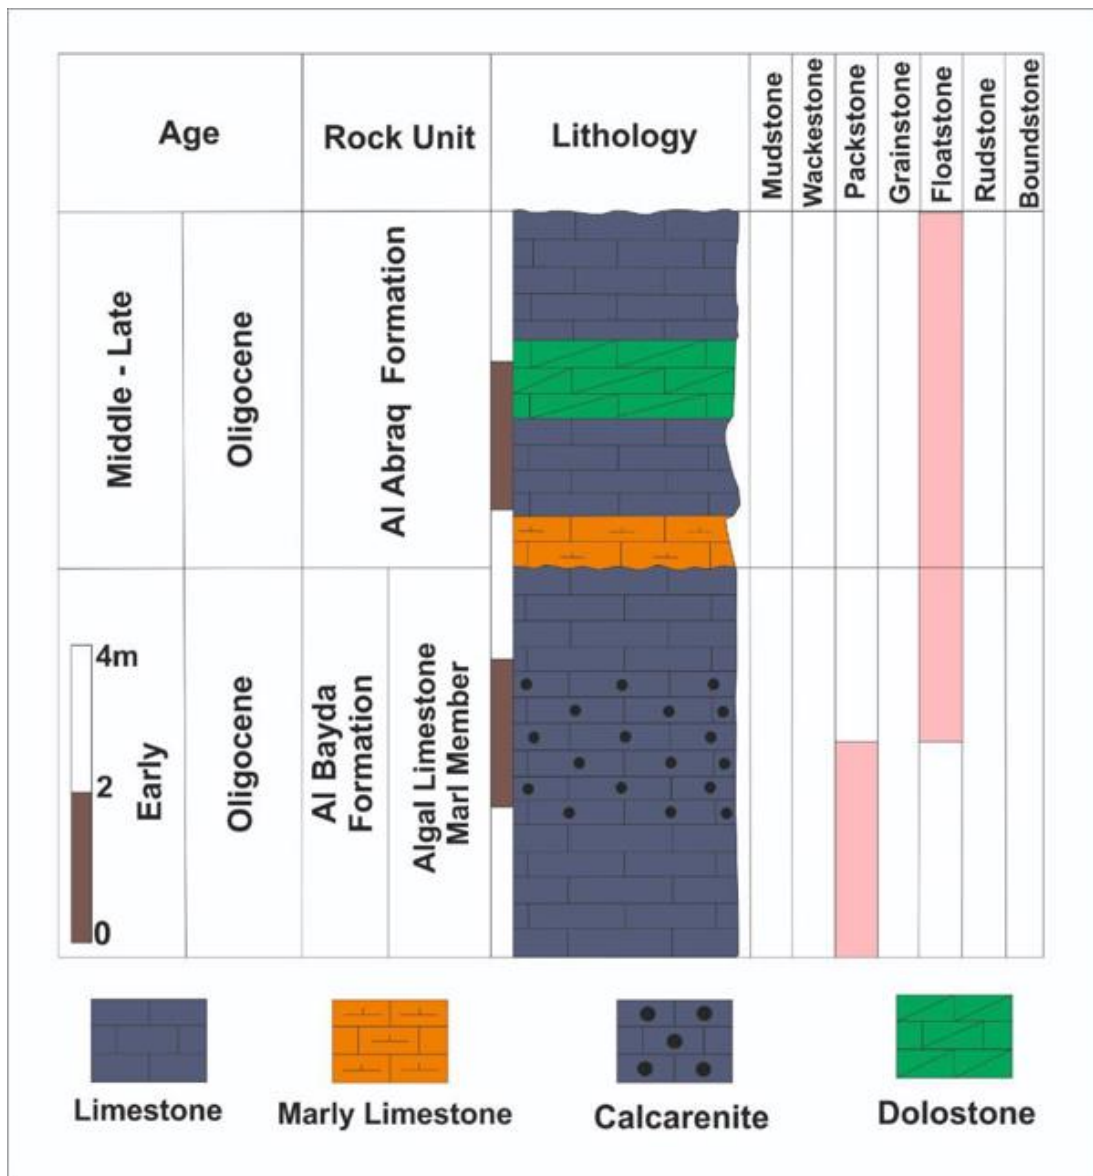 Age
Rock Unit
Lithology
Mudstone
Wackestone
Packstone
Grainstone
Floatstone
Rudstone
Boundstone
Middle - Late
Oligocene
Al Abraq Formation
4m
2
0
Early
Oligocene
Al Bayda
Formation
Algal Limestone
Marl Member
Limestone
Marly Limestone
Calcarenite
Dolostone